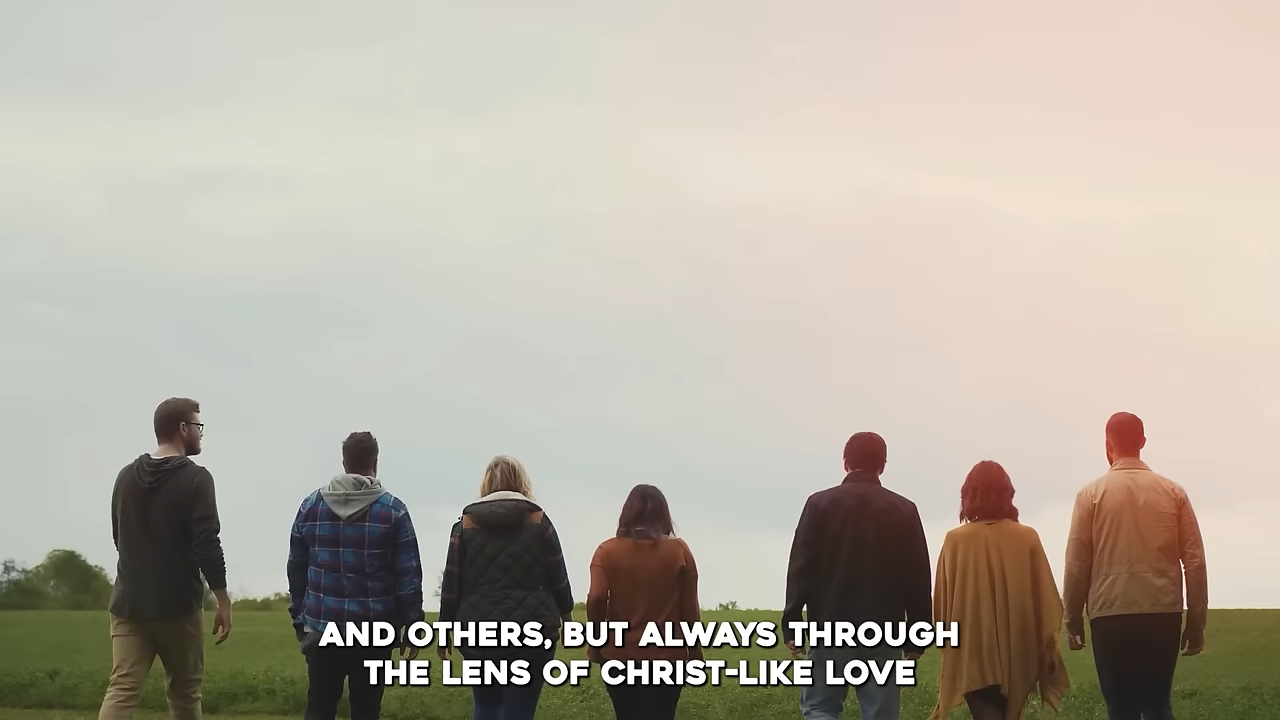 AND OTHERS, BUT ALWAYS THROUGH
THE LENS OF CHRIST-LIKE LOVE